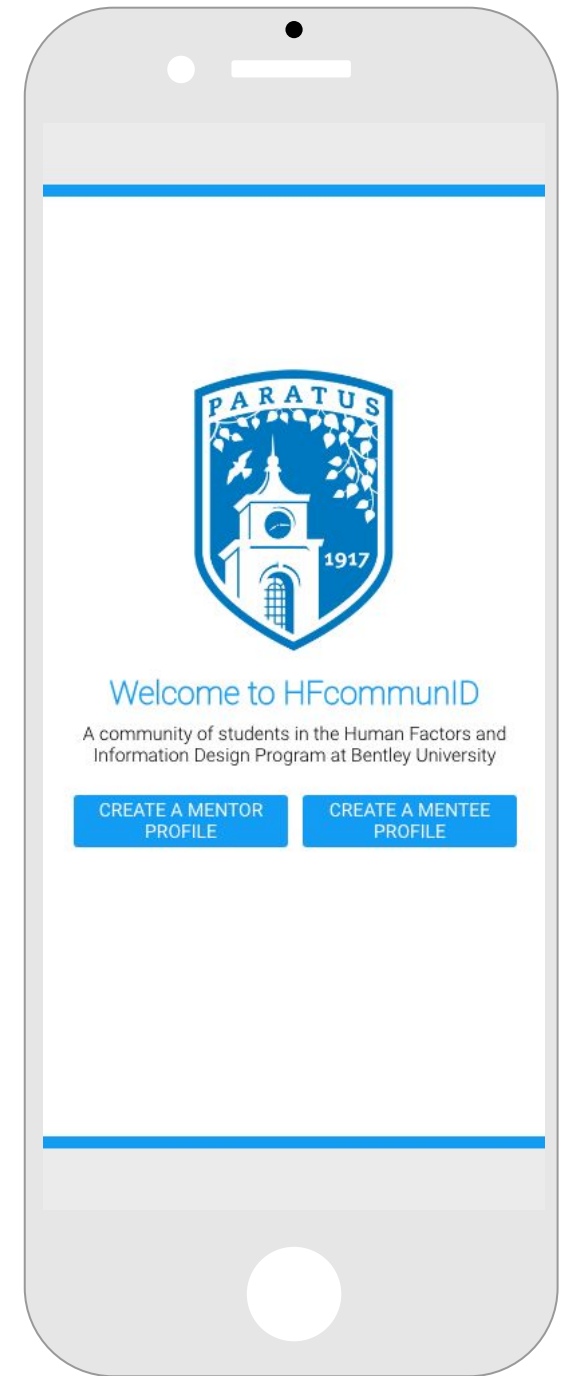 PARATUS
1917
Welcome to HFcommunID
A community of students in the Human Factors and
Information Design Program at Bentley University
CREATE A MENTOR
PROFILE
CREATE A MENTEE
PROFILE